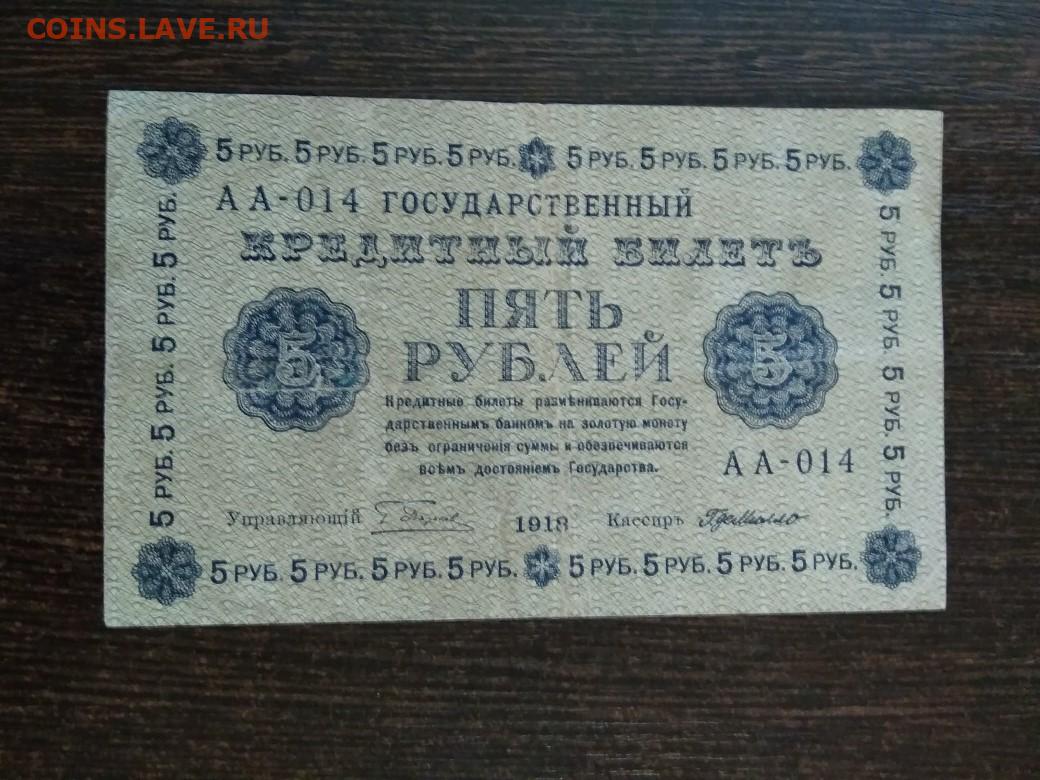 COINS.LAVE.RU
5 РУБ. 5 РУБ. 5 РУБ. 5 РУБ. 5 РУБ. 5 РУБ. 5 РУБ. 5 РУБ.
АА-014 ГОСУДАРСТВЕННЫЙ
КРЕДИТНЫЙ БИЛЕТЪ
ПЯТЬ
РУБЛЕЙ
5
5
Кредитные билеты размѣниваются Госу-
дарственнымъ банкомъ на золотую монету
безъ ограниченія суммы и обезпечиваются
всѣмъ достояніемъ Государства.
АА-014
Управляющій
1918
Кассиръ
5 РУБ. 5 РУБ. 5 РУБ. 5 РУБ.
5 РУБ. 5 РУБ. 5 РУБ. 5 РУБ.
5 РУБ. 5 РУБ. 5 РУБ. 5 РУБ. 5 РУБ. 5 РУБ. 5 РУБ. 5 РУБ.